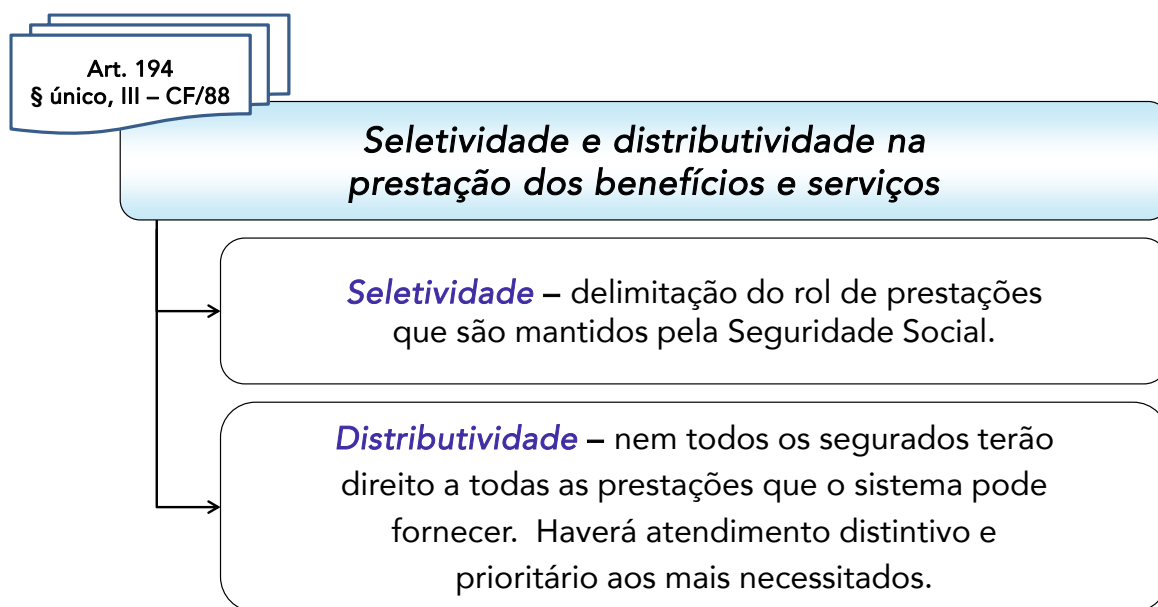 Art. 194
§ único, III – CF/88
Seletividade e distributividade na
prestação dos benefícios e serviços
Seletividade – delimitação do rol de prestações
que são mantidos pela Seguridade Social.
Distributividade – nem todos os segurados terão
direito a todas as prestações que o sistema pode
fornecer. Haverá atendimento distintivo e
prioritário aos mais necessitados.